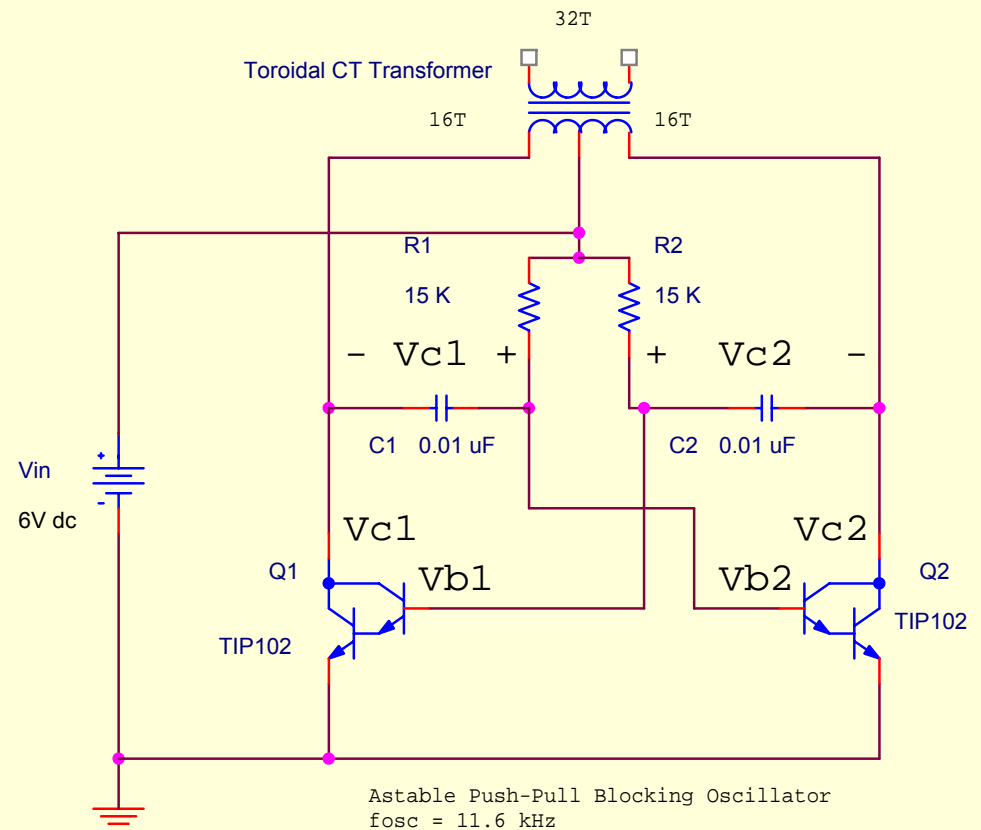 32T
Toroidal CT Transformer
16T 16T
R1 R2
15 K 15 K
- Vc1 + + Vc2 -
C1 0.01 uF C2 0.01 uF
Vin
+
-
6V dc
Vc1 Vc2
Q1 Vb1 Vb2 Q2
TIP102 TIP102
Astable Push-Pull Blocking Oscillator
fosc = 11.6 kHz